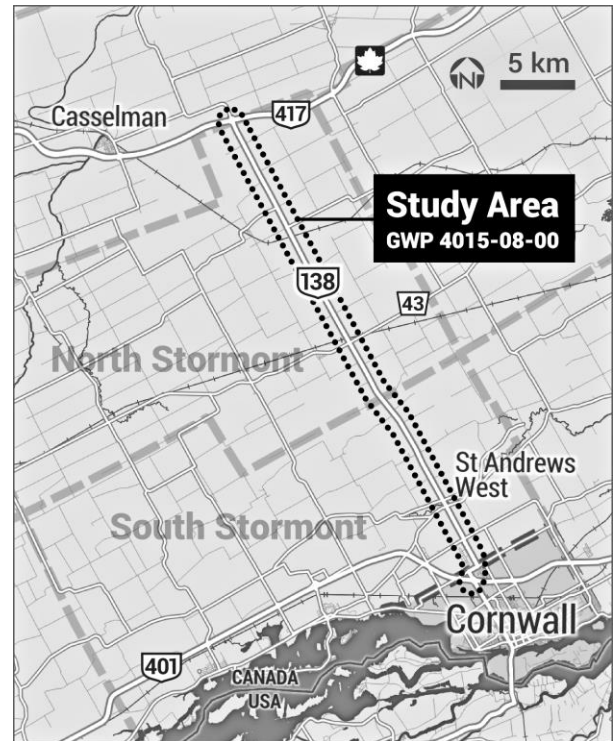 N
5 km
Casselman
417
Study Area
GWP 4015-08-00
138
43
North Stormont
St Andrews
West
South Stormont
Cornwall
401
CANADA
USA